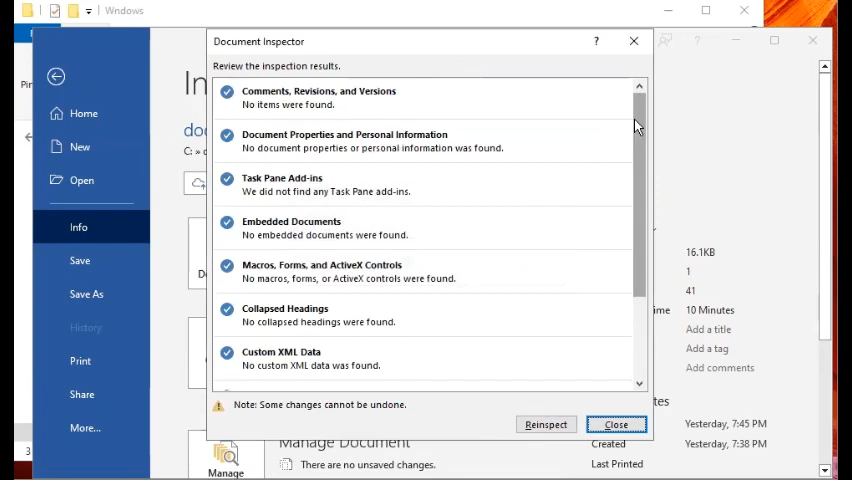 Windows
Document Inspector
?
Review the inspection results.
Comments, Revisions, and Versions
No items were found.
Document Properties and Personal Information
No document properties or personal information was found.
Task Pane Add-ins
We did not find any Task Pane add-ins.
Embedded Documents
No embedded documents were found.
Macros, Forms, and ActiveX Controls
No macros, forms, or ActiveX controls were found.
Collapsed Headings
No collapsed headings were found.
Custom XML Data
No custom XML data was found.
Note: Some changes cannot be undone.
Reinspect
Close
Home
New
Open
Info
Save
Save As
History
Print
Share
More...
In
doc
C: » d
16.1KB
1
41
10 Minutes
Add a title
Add a tag
Add comments
Yesterday, 7:45 PM
Created
Yesterday, 7:38 PM
Last Printed
Manage Document
There are no unsaved changes.
Manage